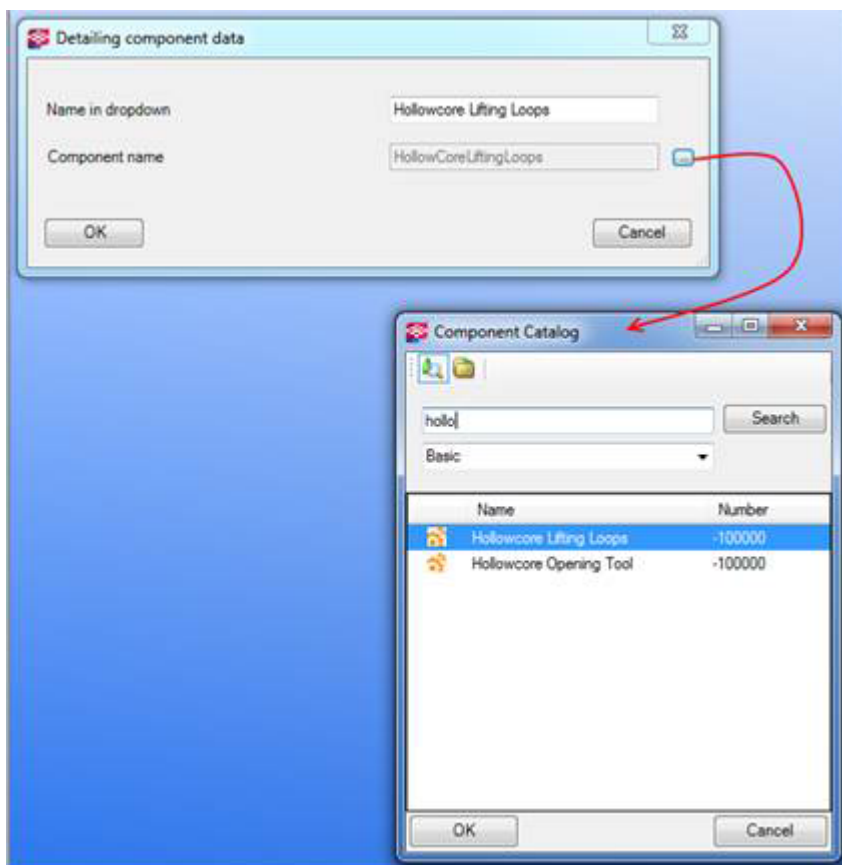 Detailing component data
Name in dropdown Hollowcore Lifting Loops
Component name HollowCoreLiftingLoops ...
OK Cancel
Component Catalog
hollo Search
Basic
Name Number
Hollowcore Lifting Loops -100000
Hollowcore Opening Tool -100000
OK Cancel